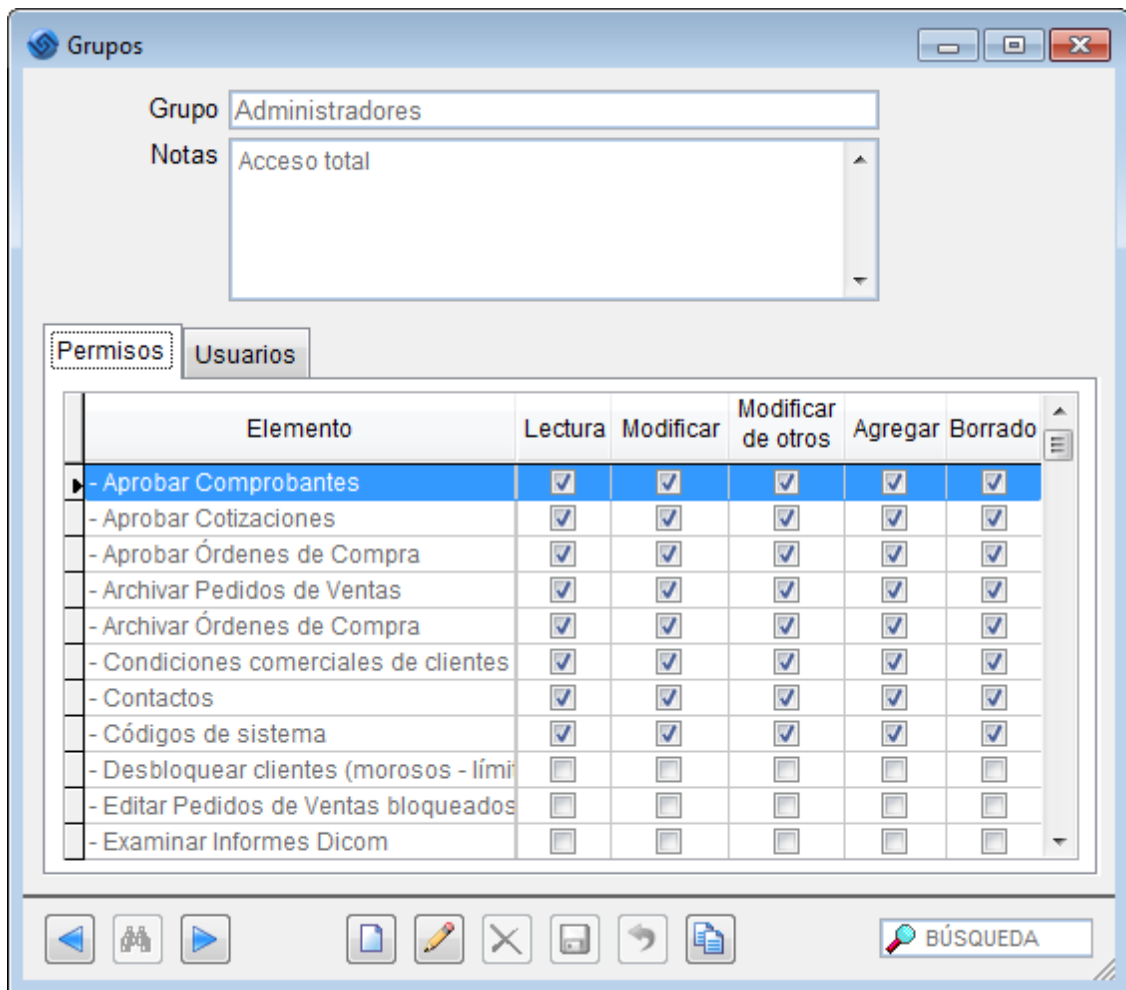 Grupos
Grupo Administradores
Notas Acceso total
Permisos Usuarios
Elemento Lectura Modificar Modificar de otros Agregar Borrado
- Aprobar Comprobantes
- Aprobar Cotizaciones
- Aprobar Órdenes de Compra
- Archivar Pedidos de Ventas
- Archivar Órdenes de Compra
- Condiciones comerciales de clientes
- Contactos
- Códigos de sistema
- Desbloquear clientes (morosos - lími
- Editar Pedidos de Ventas bloqueados
- Examinar Informes Dicom
BÚSQUEDA